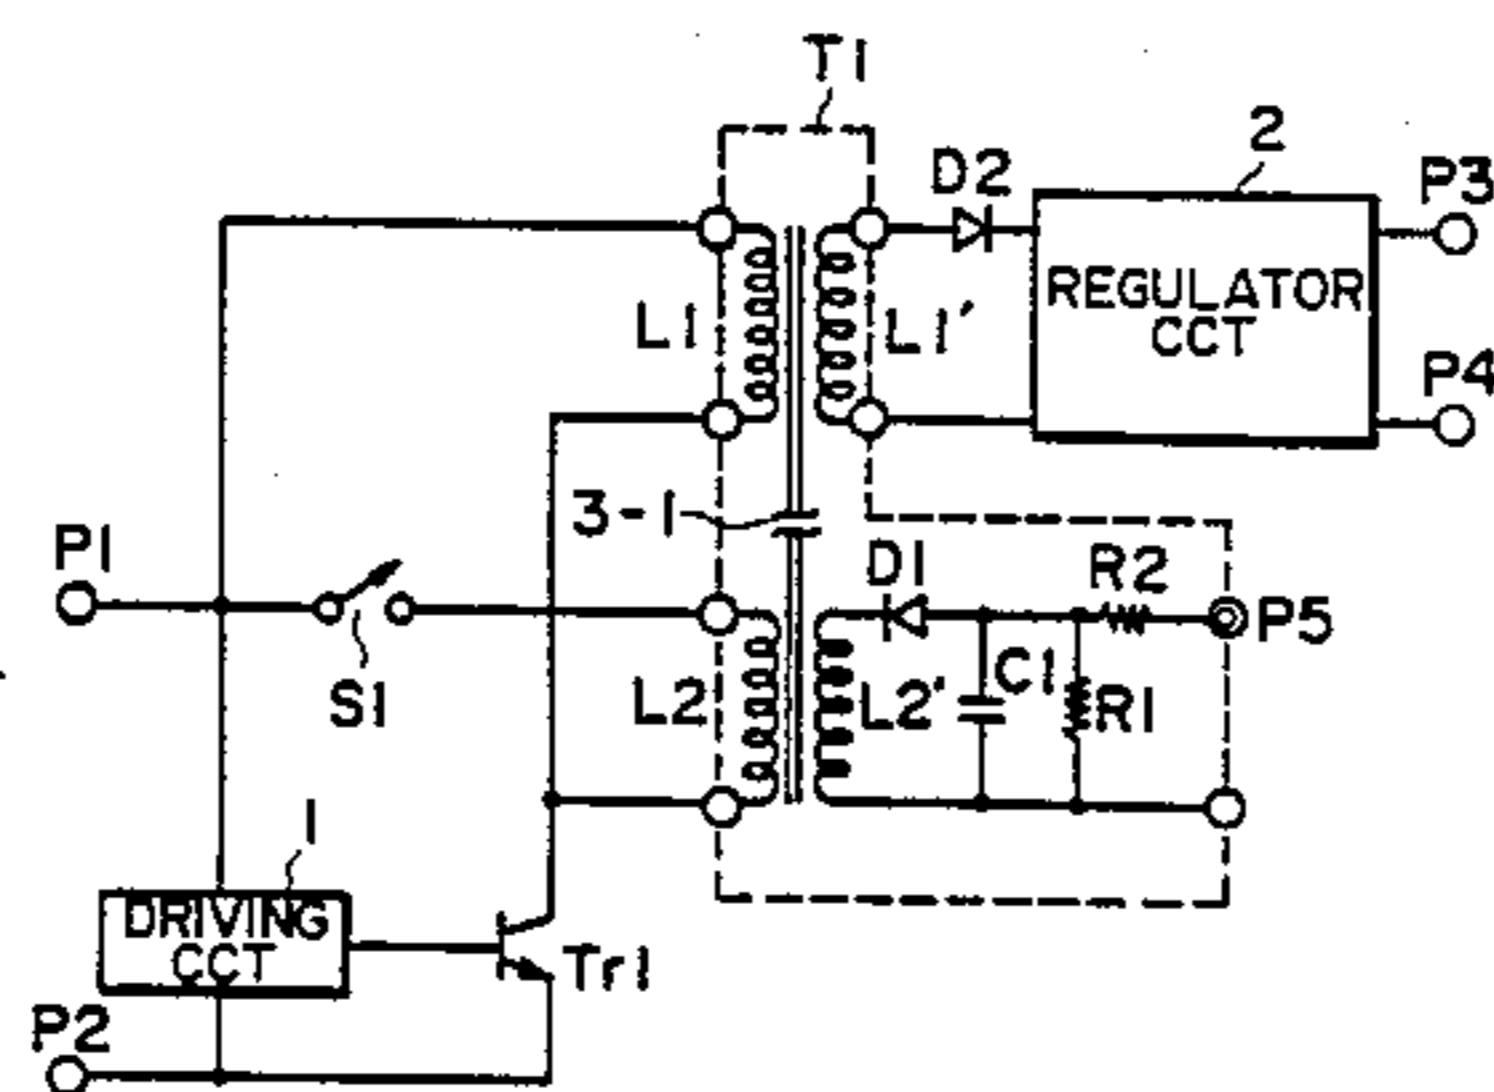 T1
D2
2
P3
L1
L1'
REGULATOR
CCT
P4
3-1
P1
D1
R2
P5
S1
L2
L2'
C1
R1
1
DRIVING
CCT
Tr1
P2